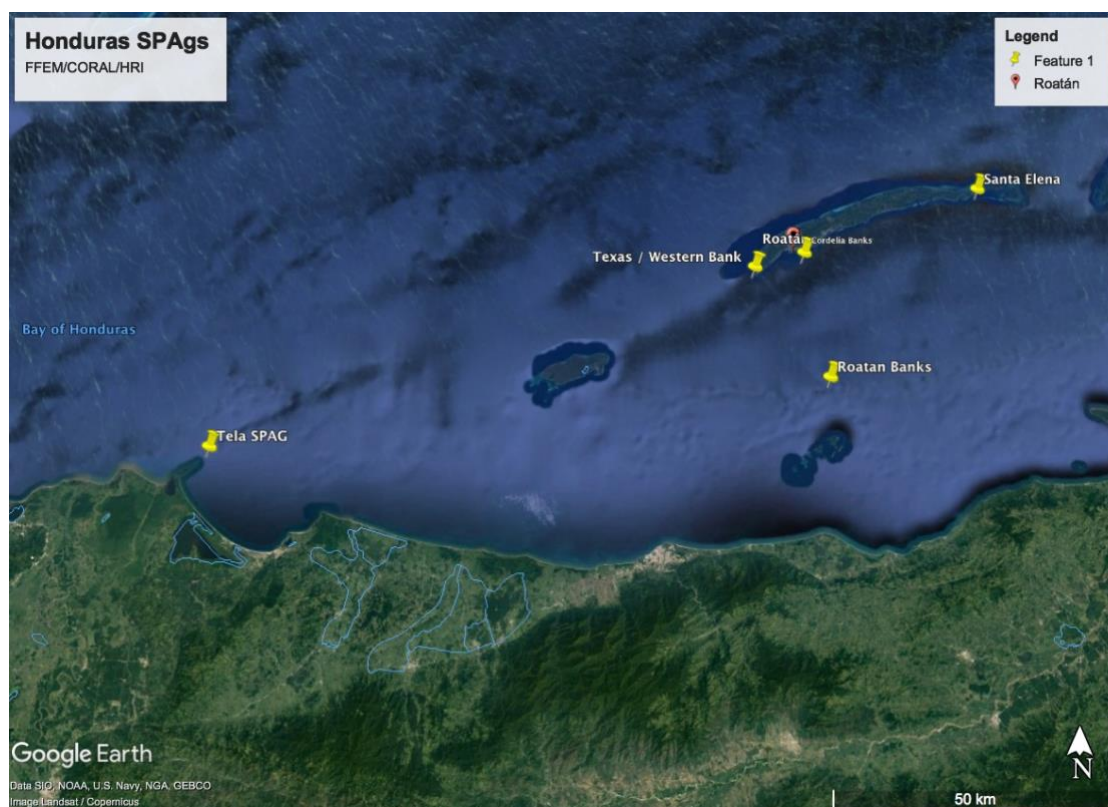 Honduras SPAgs
FFEM/CORAL/HRI
Legend
Feature 1
Roatán
Santa Elena
Roatán
Cordelia Banks
Texas / Western Bank
Bay of Honduras
Roatan Banks
Tela SPAG
Google Earth
N
Data SIO, NOAA, U.S. Navy, NGA, GEBCO
Image Landsat / Copernicus
50 km